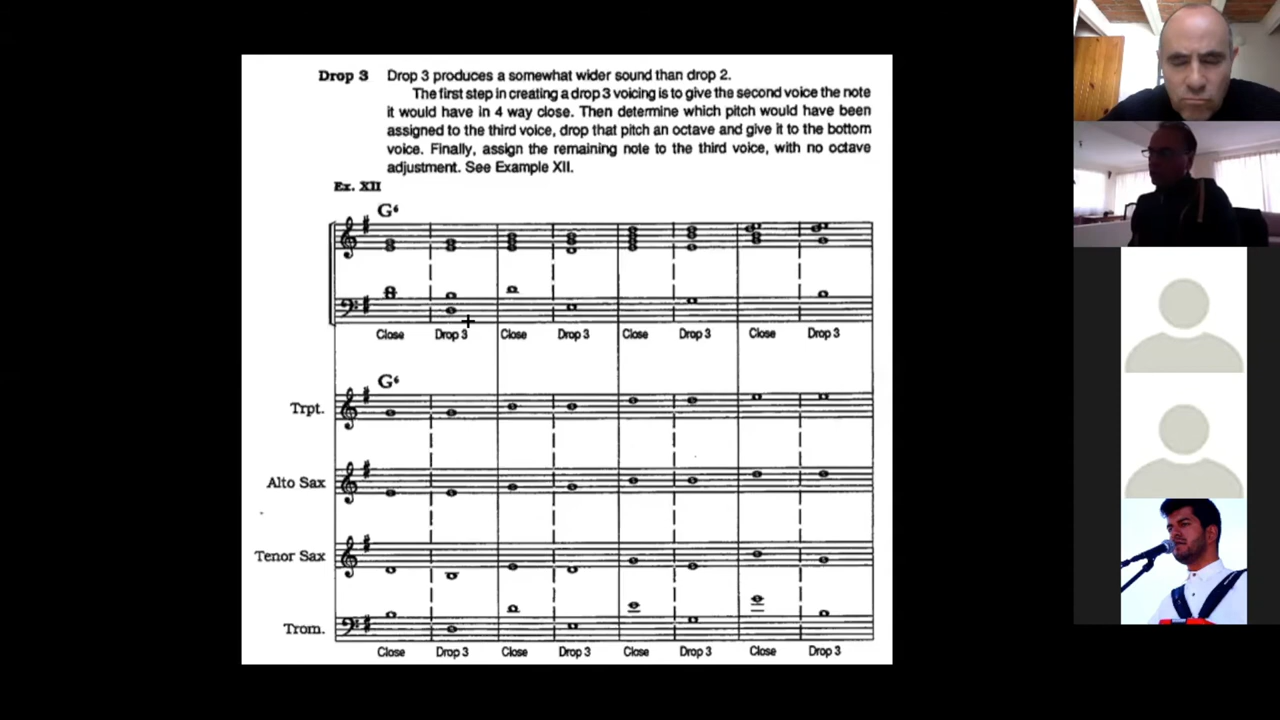 Drop 3 Drop 3 produces a somewhat wider sound than drop 2.
The first step in creating a drop 3 voicing is to give the second voice the note
it would have in 4 way close. Then determine which pitch would have been
assigned to the third voice, drop that pitch an octave and give it to the bottom
voice. Finally, assign the remaining note to the third voice, with no octave
adjustment. See Example XII.
Ex. XII
G⁶
Close Drop 3 Close Drop 3 Close Drop 3 Close Drop 3
G⁶
Trpt.
Alto Sax
Tenor Sax
Trom.
Close Drop 3 Close Drop 3 Close Drop 3 Close Drop 3